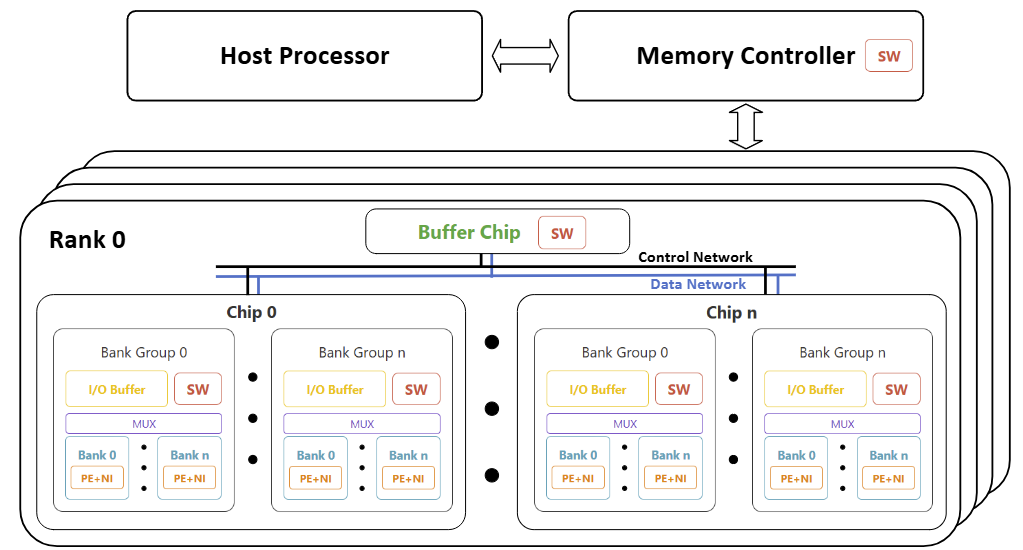 Host Processor
Memory Controller SW
Rank 0
Buffer Chip SW
Control Network
Data Network
Chip 0
Chip n
Bank Group 0
Bank Group n
Bank Group 0
Bank Group n
I/O Buffer SW
I/O Buffer SW
I/O Buffer SW
I/O Buffer SW
MUX
MUX
MUX
MUX
Bank 0 Bank n
Bank 0 Bank n
Bank 0 Bank n
Bank 0 Bank n
PE+NI PE+NI
PE+NI PE+NI
PE+NI PE+NI
PE+NI PE+NI